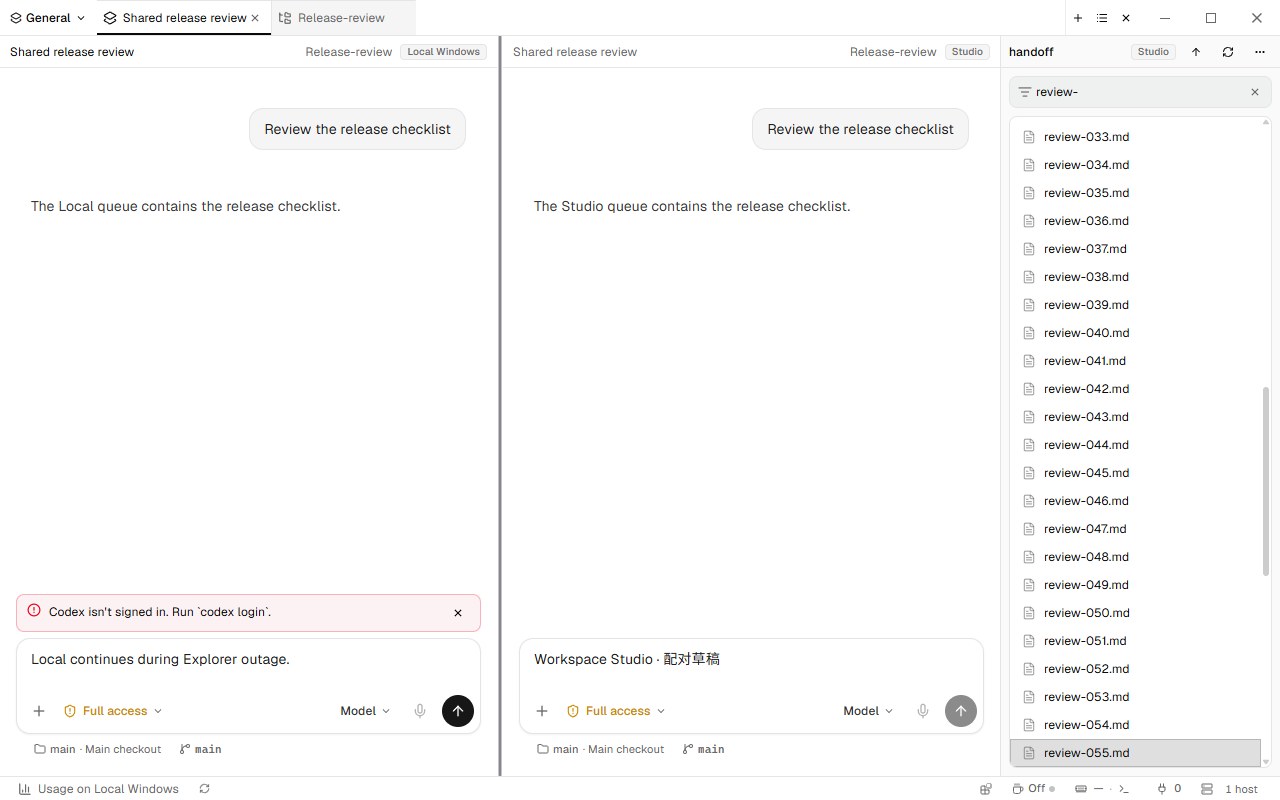 General
Shared release review
Release-review
Shared release review
Release-review
Local Windows
Shared release review
Release-review
Studio
handoff
Studio
Review the release checklist
The Local queue contains the release checklist.
Codex isn't signed in. Run `codex login`.
Local continues during Explorer outage.
Full access
Model
main · Main checkout
main
Review the release checklist
The Studio queue contains the release checklist.
Workspace Studio · 配对草稿
Full access
Model
main · Main checkout
main
review-
review-033.md
review-034.md
review-035.md
review-036.md
review-037.md
review-038.md
review-039.md
review-040.md
review-041.md
review-042.md
review-043.md
review-044.md
review-045.md
review-046.md
review-047.md
review-048.md
review-049.md
review-050.md
review-051.md
review-052.md
review-053.md
review-054.md
review-055.md
Usage on Local Windows
Off
— ·
0
1 host